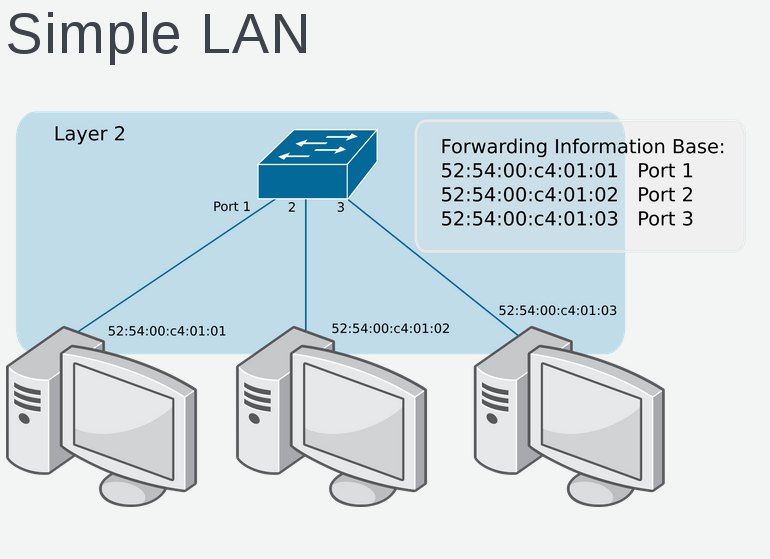 Simple LAN
Layer 2
Forwarding Information Base:
52:54:00:c4:01:01 Port 1
52:54:00:c4:01:02 Port 2
52:54:00:c4:01:03 Port 3
Port 1 2 3
52:54:00:c4:01:03
52:54:00:c4:01:01
52:54:00:c4:01:02